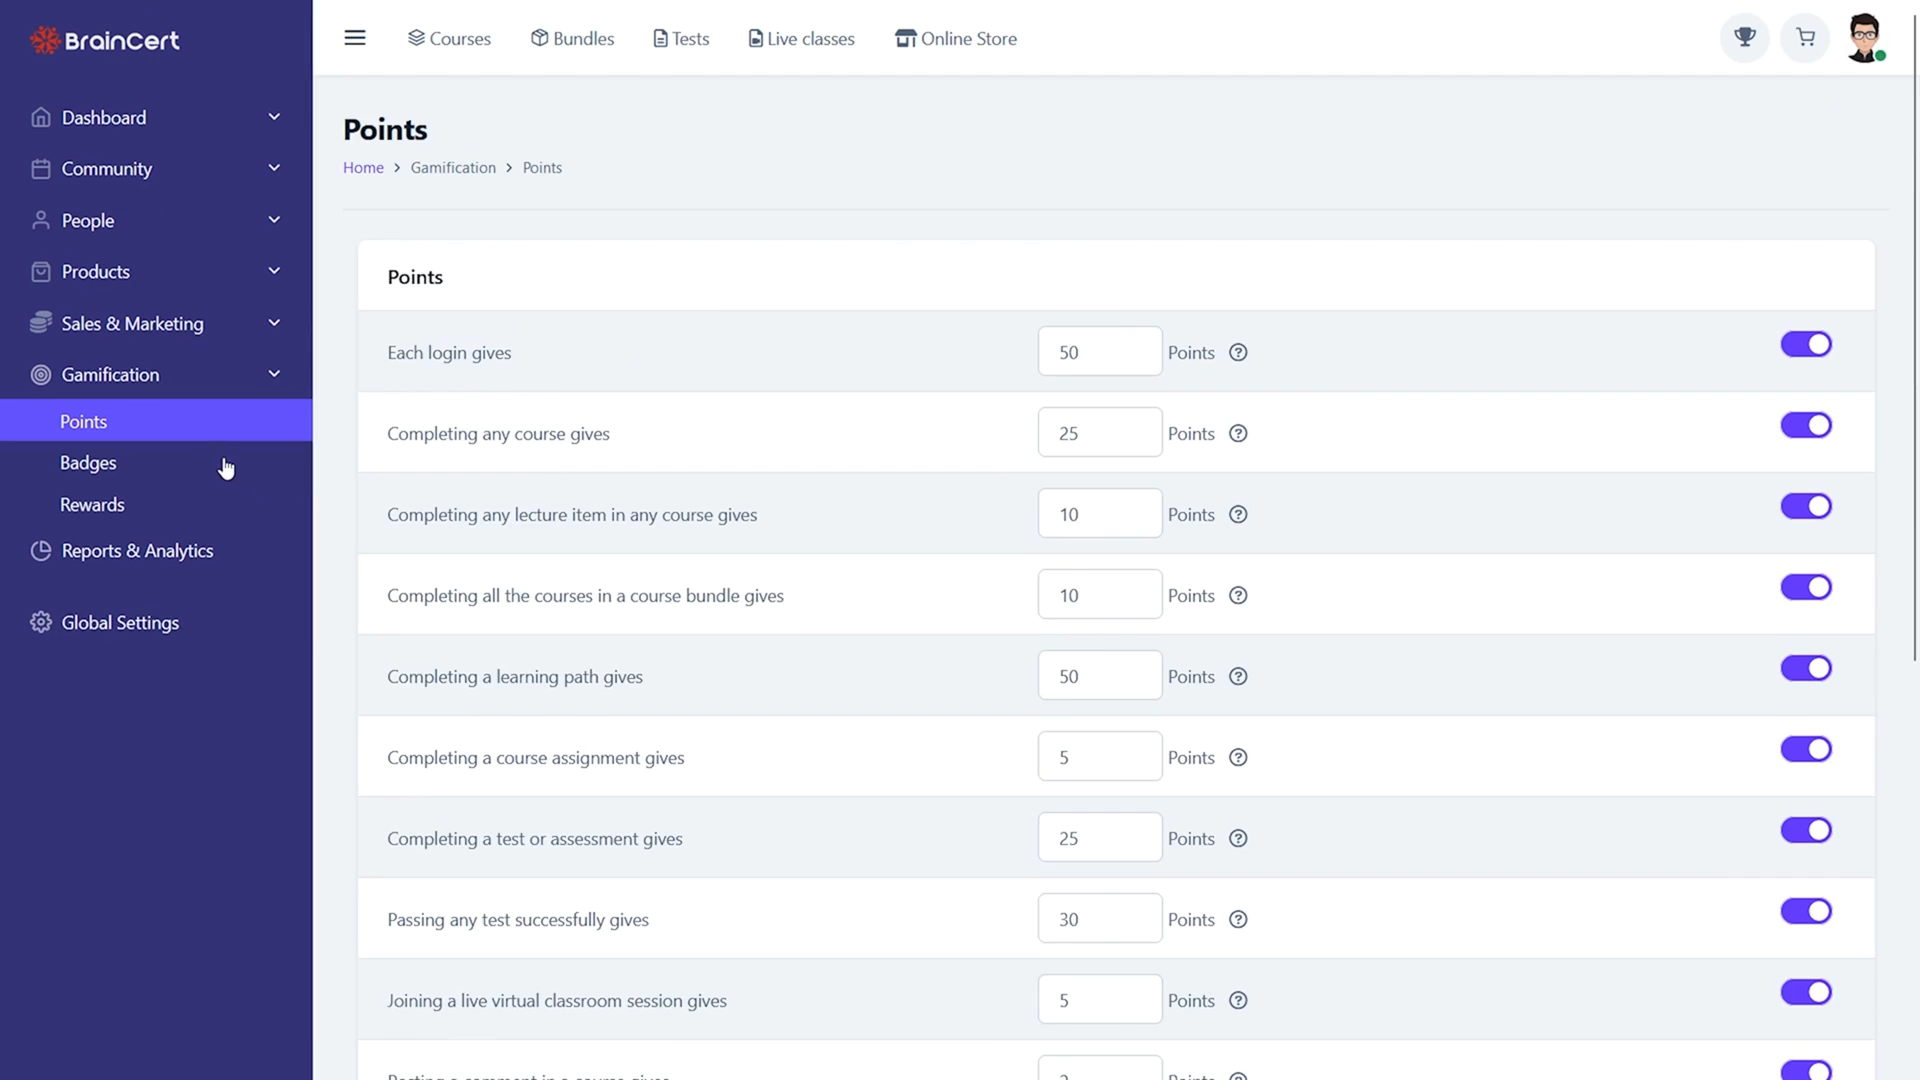 BrainCert
Courses
Bundles
Tests
Live classes
Online Store
Dashboard
Community
People
Products
Sales & Marketing
Gamification
Points
Badges
Rewards
Reports & Analytics
Global Settings
Points
Home > Gamification > Points
Points
Each login gives 50 Points
Completing any course gives 25 Points
Completing any lecture item in any course gives 10 Points
Completing all the courses in a course bundle gives 10 Points
Completing a learning path gives 50 Points
Completing a course assignment gives 5 Points
Completing a test or assessment gives 25 Points
Passing any test successfully gives 30 Points
Joining a live virtual classroom session gives 5 Points